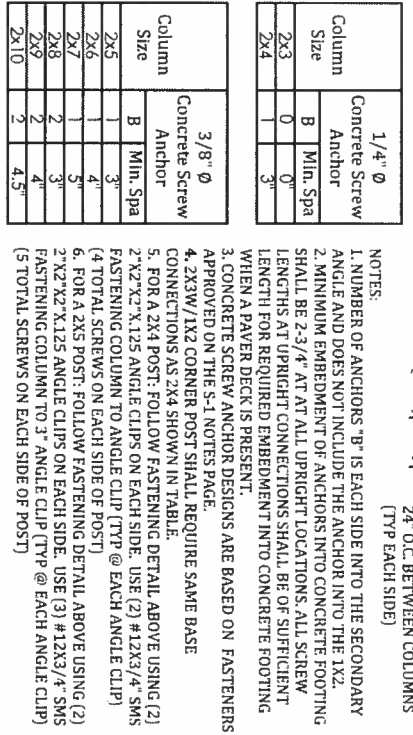 24" O.C. BETWEEN COLUMNS
(TYP EACH SIDE)
NOTES:
1. NUMBER OF ANCHORS "B" IS EACH SIDE INTO THE SECONDARY
ANGLE AND DOES NOT INCLUDE THE ANCHOR INTO THE 1X2.
2. MINIMUM EMBEDMENT OF ANCHORS INTO CONCRETE FOOTING
SHALL BE 2-3/4" AT AT ALL UPRIGHT LOCATIONS. ALL SCREW
LENGTHS AT UPRIGHT CONNECTIONS SHALL BE OF SUFFICIENT
LENGTH FOR REQUIRED EMBEDMENT INTO CONCRETE FOOTING
WHEN A PAVER DECK IS PRESENT.
3. CONCRETE SCREW ANCHOR DESIGNS ARE BASED ON FASTENERS
APPROVED ON THE S-1 NOTES PAGE.
4. 2X3W/1X2 CORNER POST SHALL REQUIRE SAME BASE
CONNECTIONS AS 2X4 SHOWN IN TABLE.
5. FOR A 2X4 POST: FOLLOW FASTENING DETAIL ABOVE USING (2)
2"X2"X2"X.125 ANGLE CLIPS ON EACH SIDE. USE (2) #12X3/4" SMS
FASTENING COLUMN TO ANGLE CLIP (TYP @ EACH ANGLE CLIP)
(4 TOTAL SCREWS ON EACH SIDE OF POST)
6. FOR A 2X5 POST: FOLLOW FASTENING DETAIL ABOVE USING (2)
2"X2"X2"X.125 ANGLE CLIPS ON EACH SIDE. USE (3) #12X3/4" SMS
FASTENING COLUMN TO 3" ANGLE CLIP (TYP @ EACH ANGLE CLIP)
(5 TOTAL SCREWS ON EACH SIDE OF POST)
Column Size
1/4" Ø
Concrete Screw
Anchor
B Min. Spa
2x3 0 0"
2x4 1 3"
Column Size
3/8" Ø
Concrete Screw
Anchor
B Min. Spa
2x5 1 3"
2x6 1 4"
2x7 1 5"
2x8 2 3"
2x9 2 4"
2x10 2 4.5"